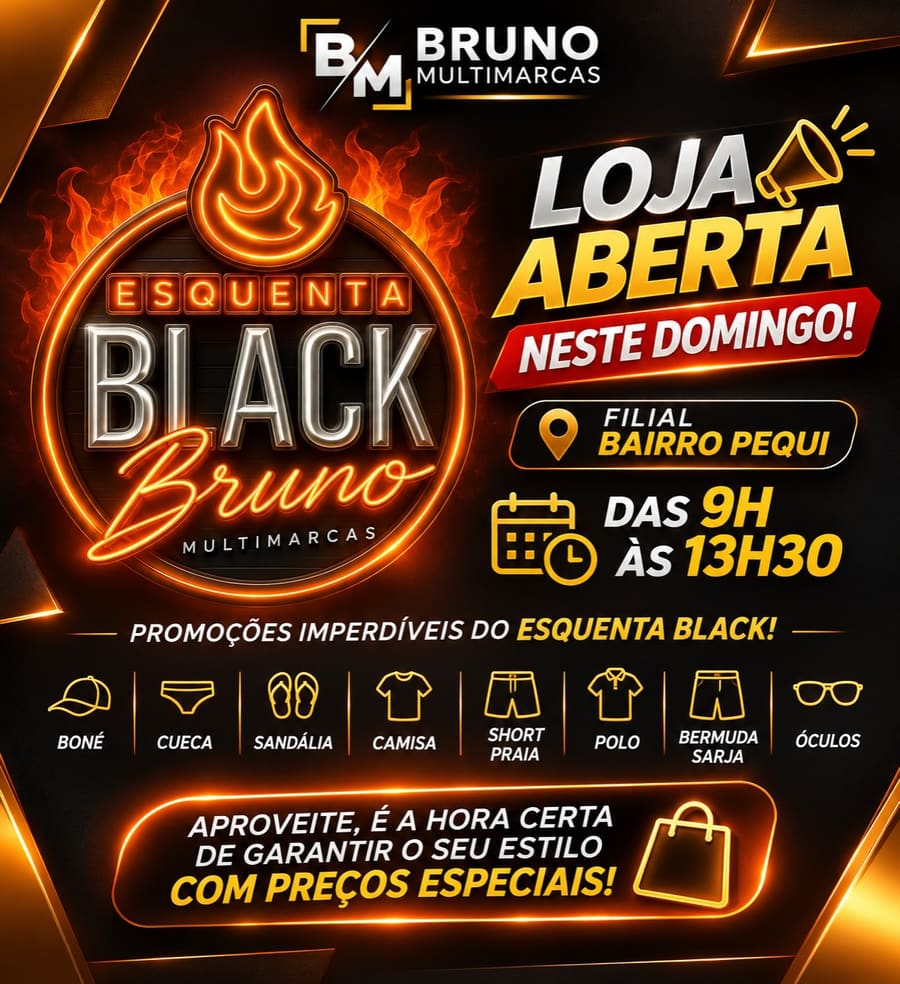 BM BRUNO
MULTIMARCAS
ESQUENTA
BLACK
Bruno
MULTIMARCAS
LOJA
ABERTA
NESTE DOMINGO!
FILIAL
BAIRRO PEQUI
DAS 9H
ÀS 13H30
PROMOÇÕES IMPERDÍVEIS DO ESQUENTA BLACK!
BONÉ
CUECA
SANDÁLIA
CAMISA
SHORT
PRAIA
POLO
BERMUDA
SARJA
ÓCULOS
APROVEITE, É A HORA CERTA
DE GARANTIR O SEU ESTILO
COM PREÇOS ESPECIAIS!